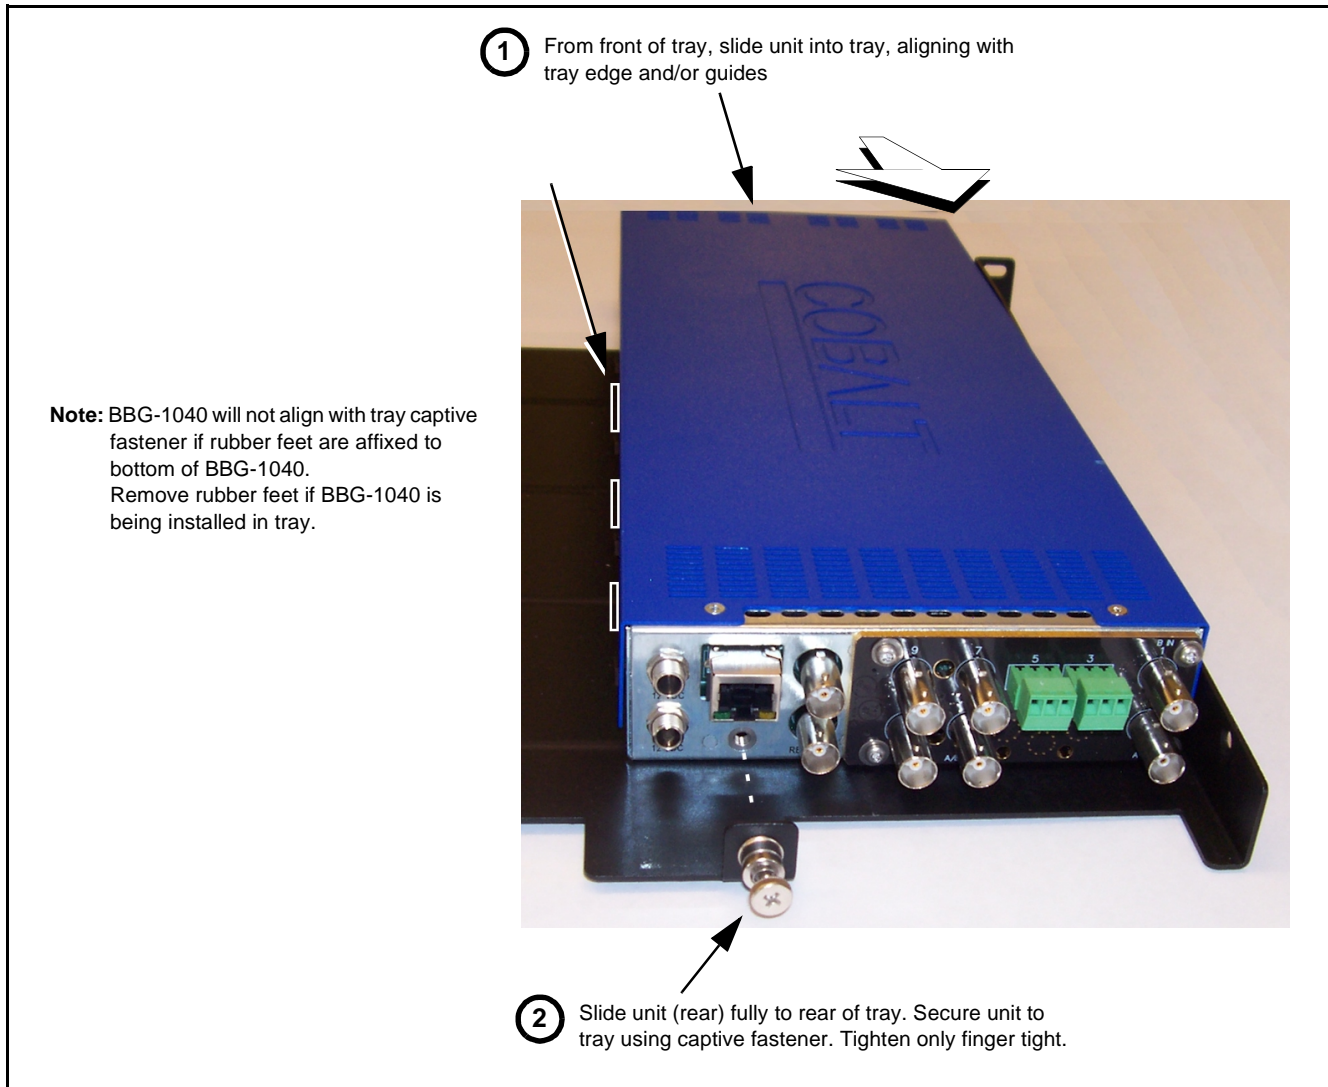 1
From front of tray, slide unit into tray, aligning with
tray edge and/or guides
Note: BBG-1040 will not align with tray captive
fastener if rubber feet are affixed to
bottom of BBG-1040.
Remove rubber feet if BBG-1040 is
being installed in tray.
COBALT
9
7
5
3
1
B IN
2
Slide unit (rear) fully to rear of tray. Secure unit to
tray using captive fastener. Tighten only finger tight.